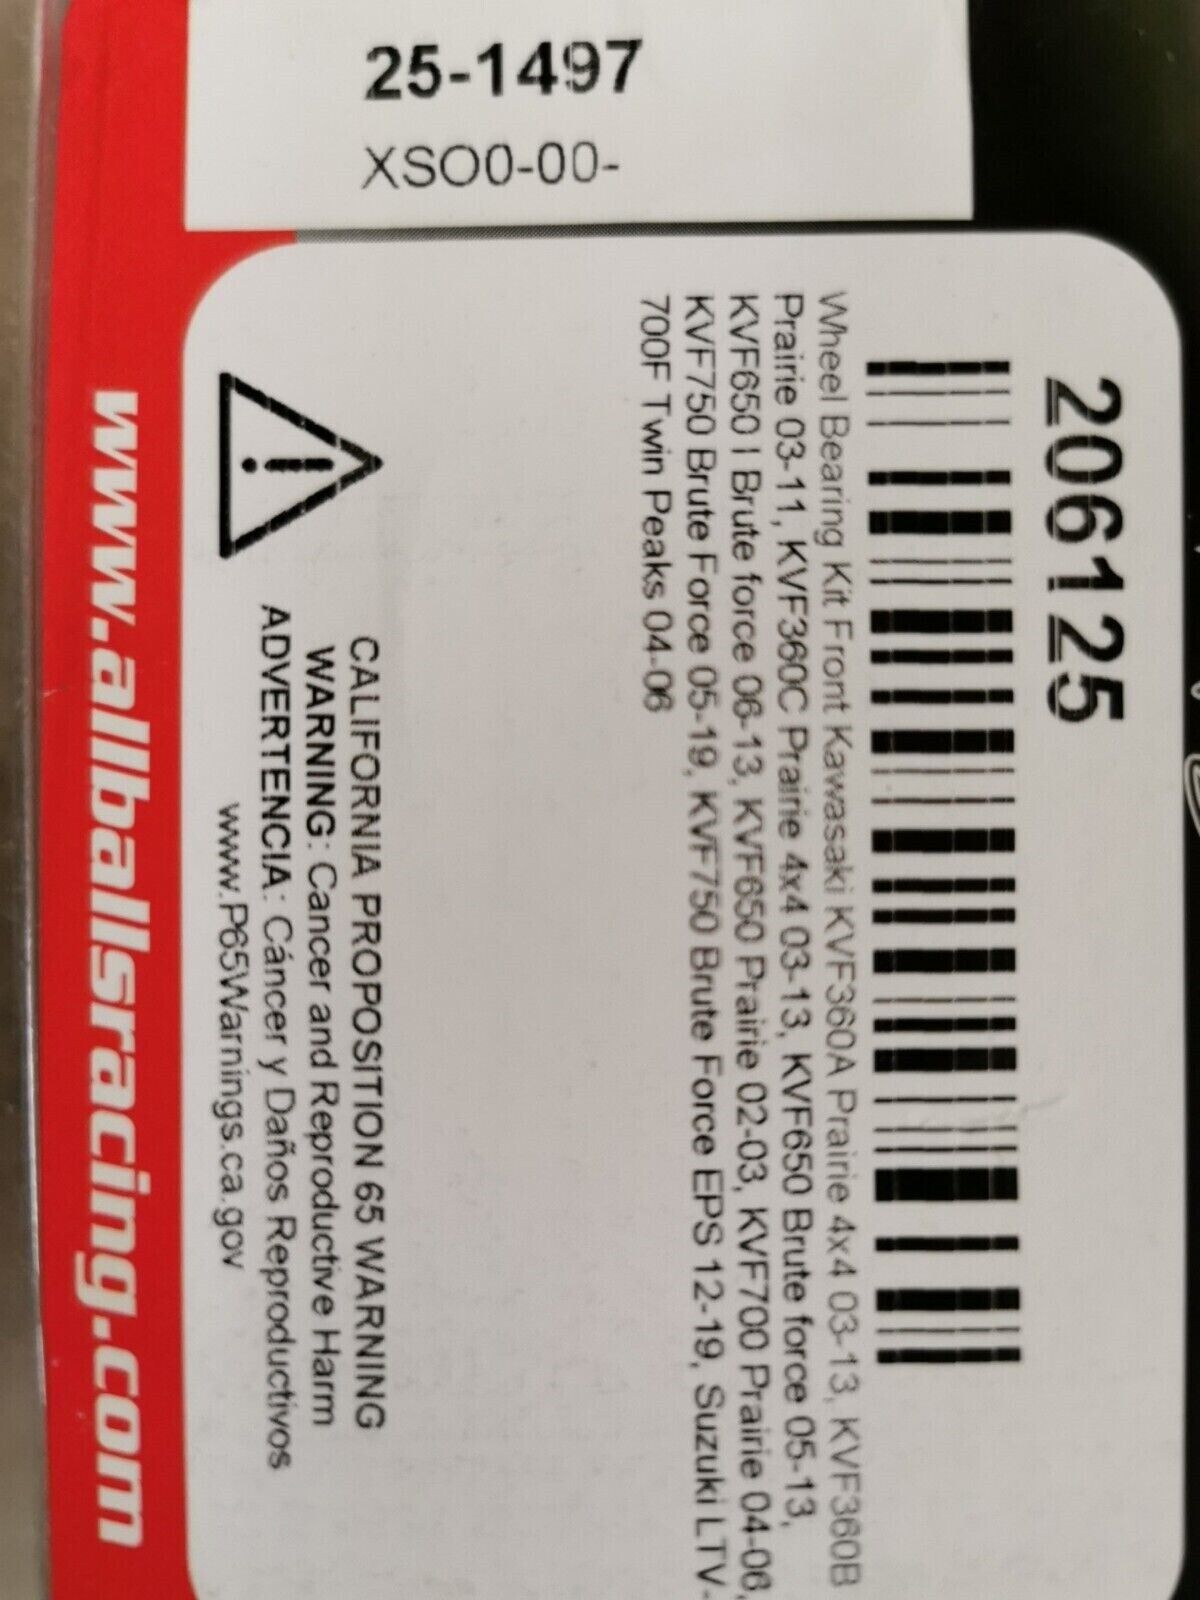 25-1497
XSO0-00-
206125
Wheel Bearing Kit Front Kawasaki KVF360A Prairie 4x4 03-13, KVF360B
Prairie 03-11, KVF360C Prairie 4x4 03-13, KVF650 Brute force 05-13,
KVF650 I Brute force 06-13, KVF650 Prairie 02-03, KVF700 Prairie 04-06,
KVF750 Brute Force 05-19, KVF750 Brute Force EPS 12-19, Suzuki LTV-
700F Twin Peaks 04-06
CALIFORNIA PROPOSITION 65 WARNING
WARNING: Cancer and Reproductive Harm
ADVERTENCIA: Cáncer y Daños Reproductivos
www.P65Warnings.ca.gov
www.allballsracing.com